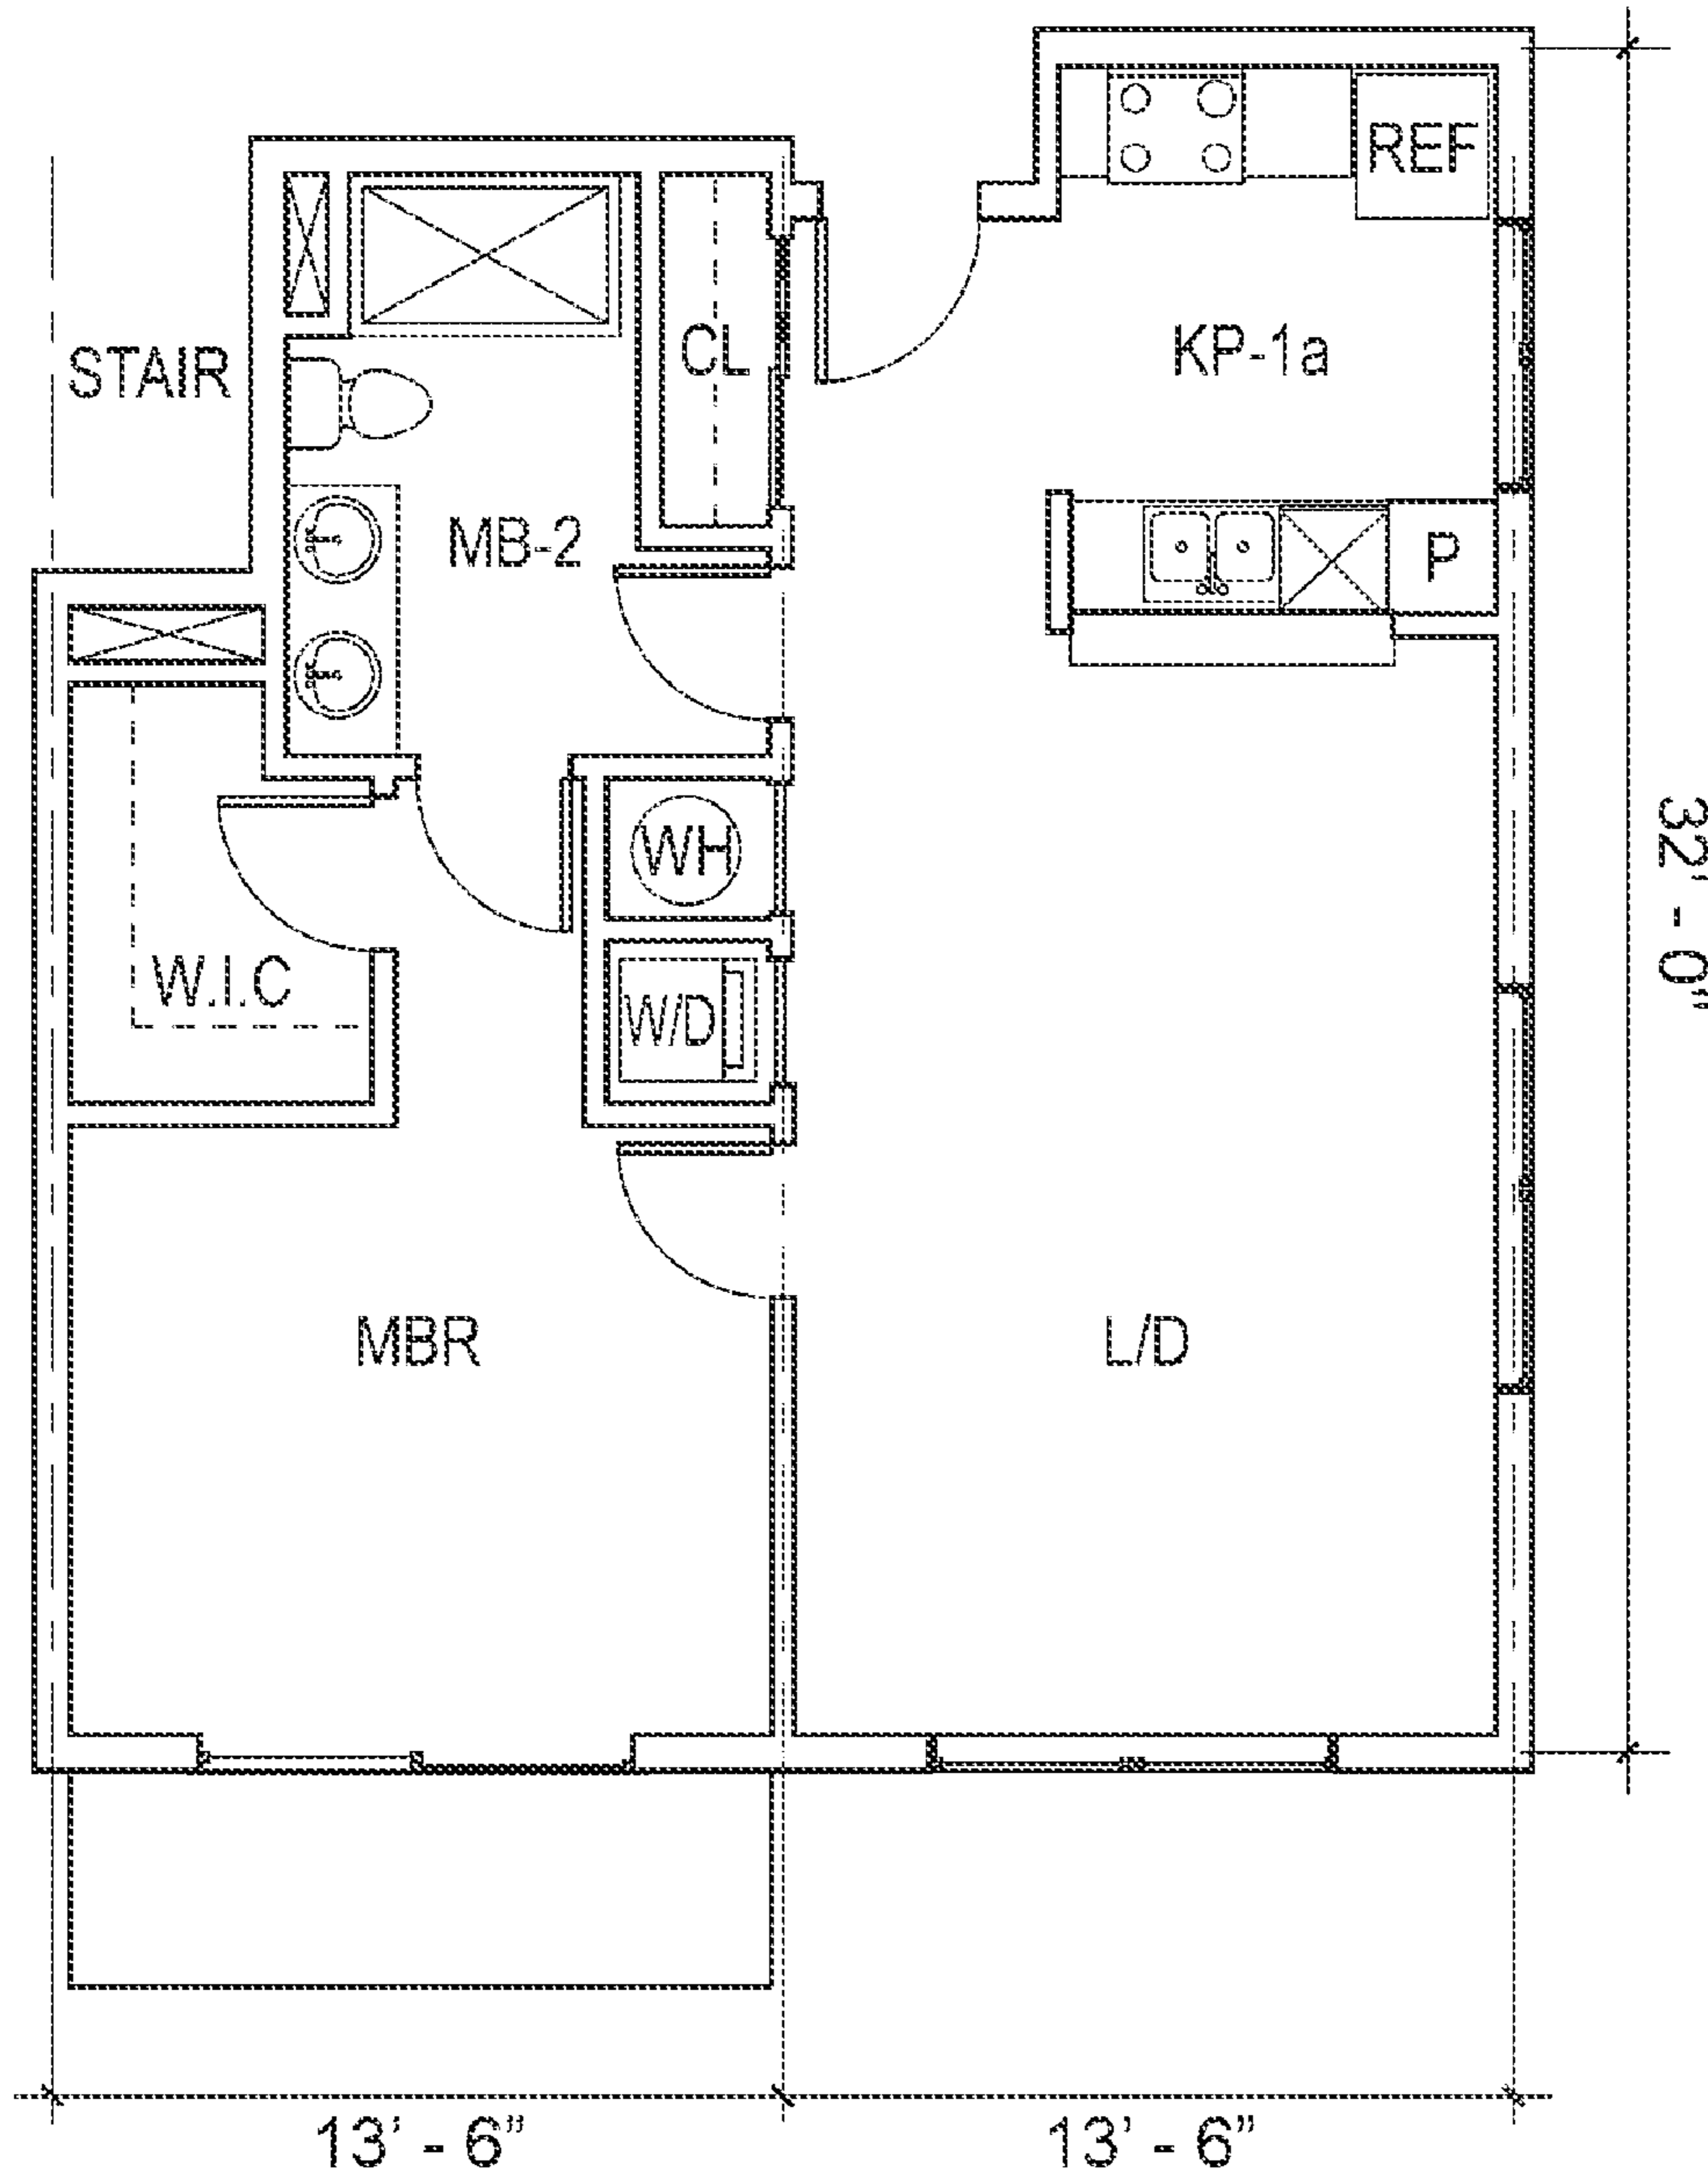 REF
STAIR
CL
KP-1a
MB-2
P
WH
32' - 0"
W.I.C
W/D
MBR
L/D
13' - 6"
13' - 6"